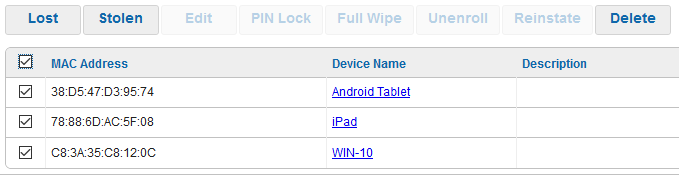 Lost Stolen Edit PIN Lock Full Wipe Unenroll Reinstate Delete
MAC Address Device Name Description
38:D5:47:D3:95:74 Android Tablet
78:88:6D:AC:5F:08 iPad
C8:3A:35:C8:12:0C WIN-10